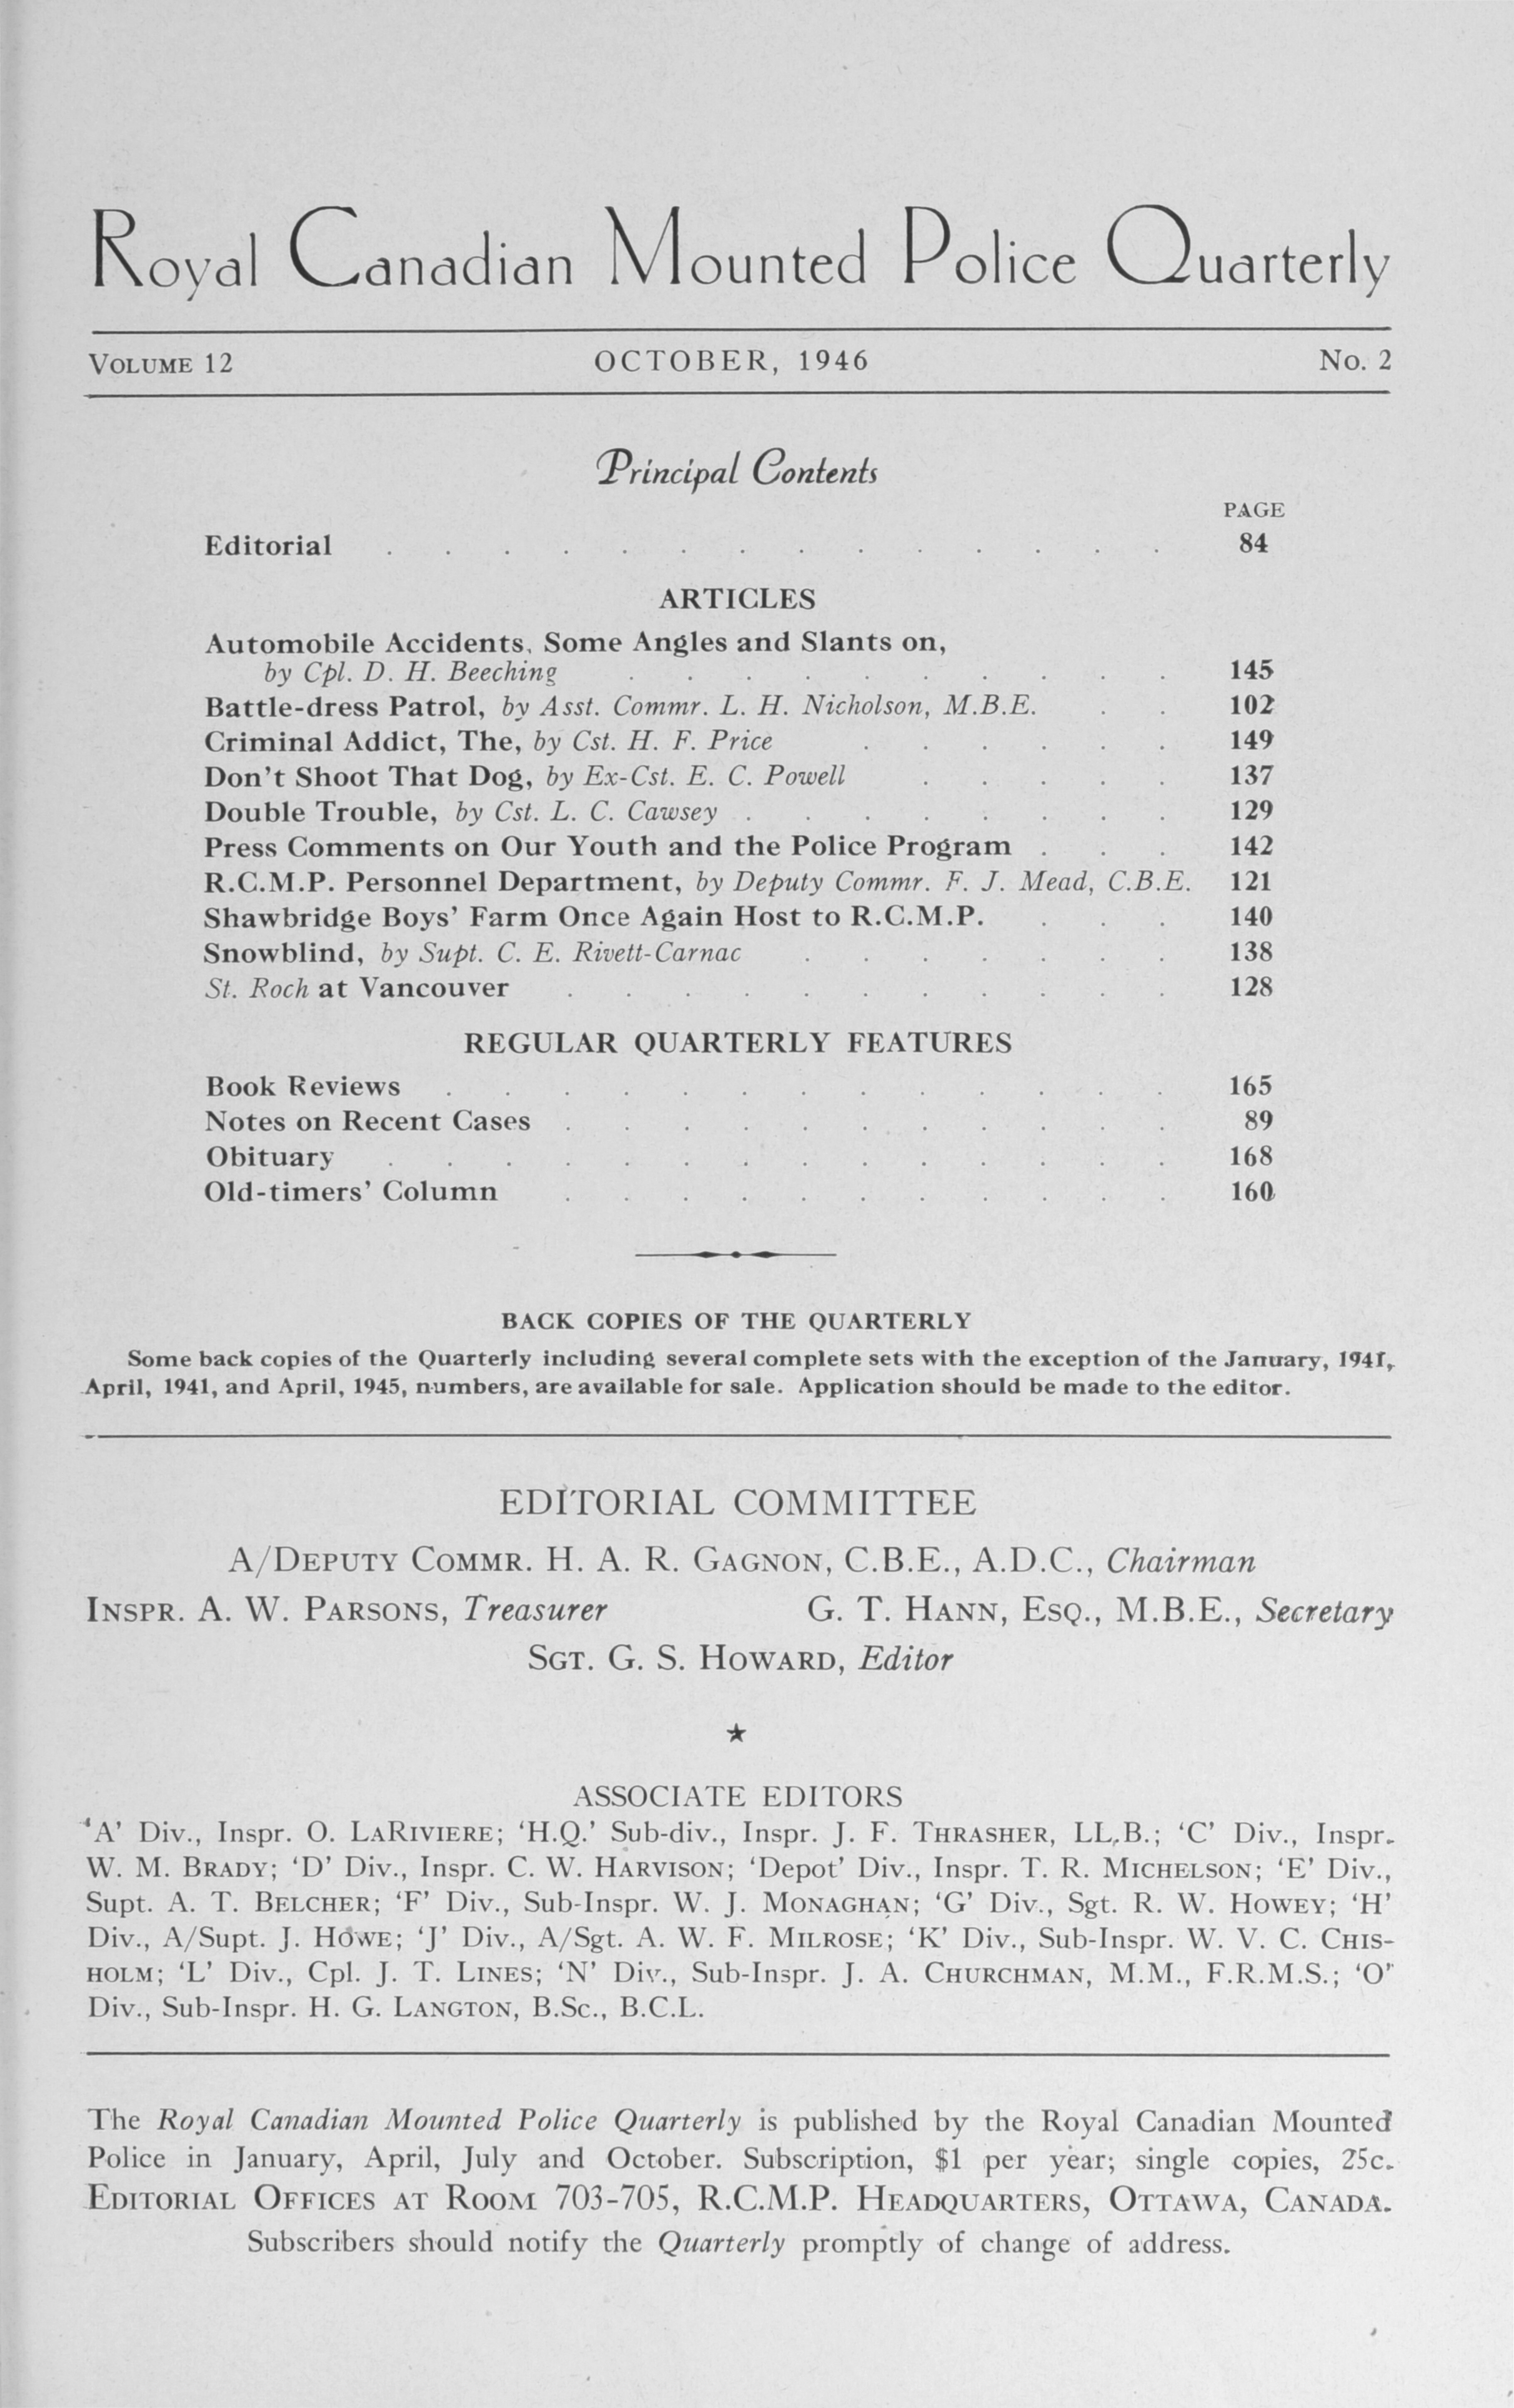 Royal Canadian Mounted Police Quarterly
VOLUME 12 OCTOBER, 1946 No. 2
Principal Contents
PAGE
Editorial . . . . . . . . . . . . . . 84
ARTICLES
Automobile Accidents, Some Angles and Slants on,
by Cpl. D. H. Beeching . . . . . . . . . . 145
Battle-dress Patrol, by Asst. Commr. L. H. Nicholson, M.B.E. . . 102
Criminal Addict, The, by Cst. H. F. Price . . . . . . 149
Don't Shoot That Dog, by Ex-Cst. E. C. Powell . . . . . 137
Double Trouble, by Cst. L. C. Cawsey . . . . . . . . 129
Press Comments on Our Youth and the Police Program . . . 142
R.C.M.P. Personnel Department, by Deputy Commr. F. J. Mead, C.B.E. 121
Shawbridge Boys' Farm Once Again Host to R.C.M.P. . . . 140
Snowblind, by Supt. C. E. Rivett-Carnac . . . . . . . 138
St. Roch at Vancouver . . . . . . . . . . . 128
REGULAR QUARTERLY FEATURES
Book Reviews . . . . . . . . . . . . . 165
Notes on Recent Cases . . . . . . . . . . . 89
Obituary . . . . . . . . . . . . . . 168
Old-timers' Column . . . . . . . . . . . 160
BACK COPIES OF THE QUARTERLY
Some back copies of the Quarterly including several complete sets with the exception of the January, 1941,
April, 1941, and April, 1945, numbers, are available for sale. Application should be made to the editor.
EDITORIAL COMMITTEE
A/DEPUTY COMMR. H. A. R. GAGNON, C.B.E., A.D.C., Chairman
INSPR. A. W. PARSONS, Treasurer G. T. HANN, ESQ., M.B.E., Secretary
SGT. G. S. HOWARD, Editor
★
ASSOCIATE EDITORS
'A' Div., Inspr. O. LARIVIERE; 'H.Q.' Sub-div., Inspr. J. F. THRASHER, LL.B.; 'C' Div., Inspr.
W. M. BRADY; 'D' Div., Inspr. C. W. HARVISON; 'Depot' Div., Inspr. T. R. MICHELSON; 'E' Div.,
Supt. A. T. BELCHER; 'F' Div., Sub-Inspr. W. J. MONAGHAN; 'G' Div., Sgt. R. W. HOWEY; 'H'
Div., A/Supt. J. HOWE; 'J' Div., A/Sgt. A. W. F. MILROSE; 'K' Div., Sub-Inspr. W. V. C. CHIS-
HOLM; 'L' Div., Cpl. J. T. LINES; 'N' Div., Sub-Inspr. J. A. CHURCHMAN, M.M., F.R.M.S.; 'O'
Div., Sub-Inspr. H. G. LANGTON, B.Sc., B.C.L.
The Royal Canadian Mounted Police Quarterly is published by the Royal Canadian Mounted
Police in January, April, July and October. Subscription, $1 per year; single copies, 25c.
EDITORIAL OFFICES AT ROOM 703-705, R.C.M.P. HEADQUARTERS, OTTAWA, CANADA.
Subscribers should notify the Quarterly promptly of change of address.